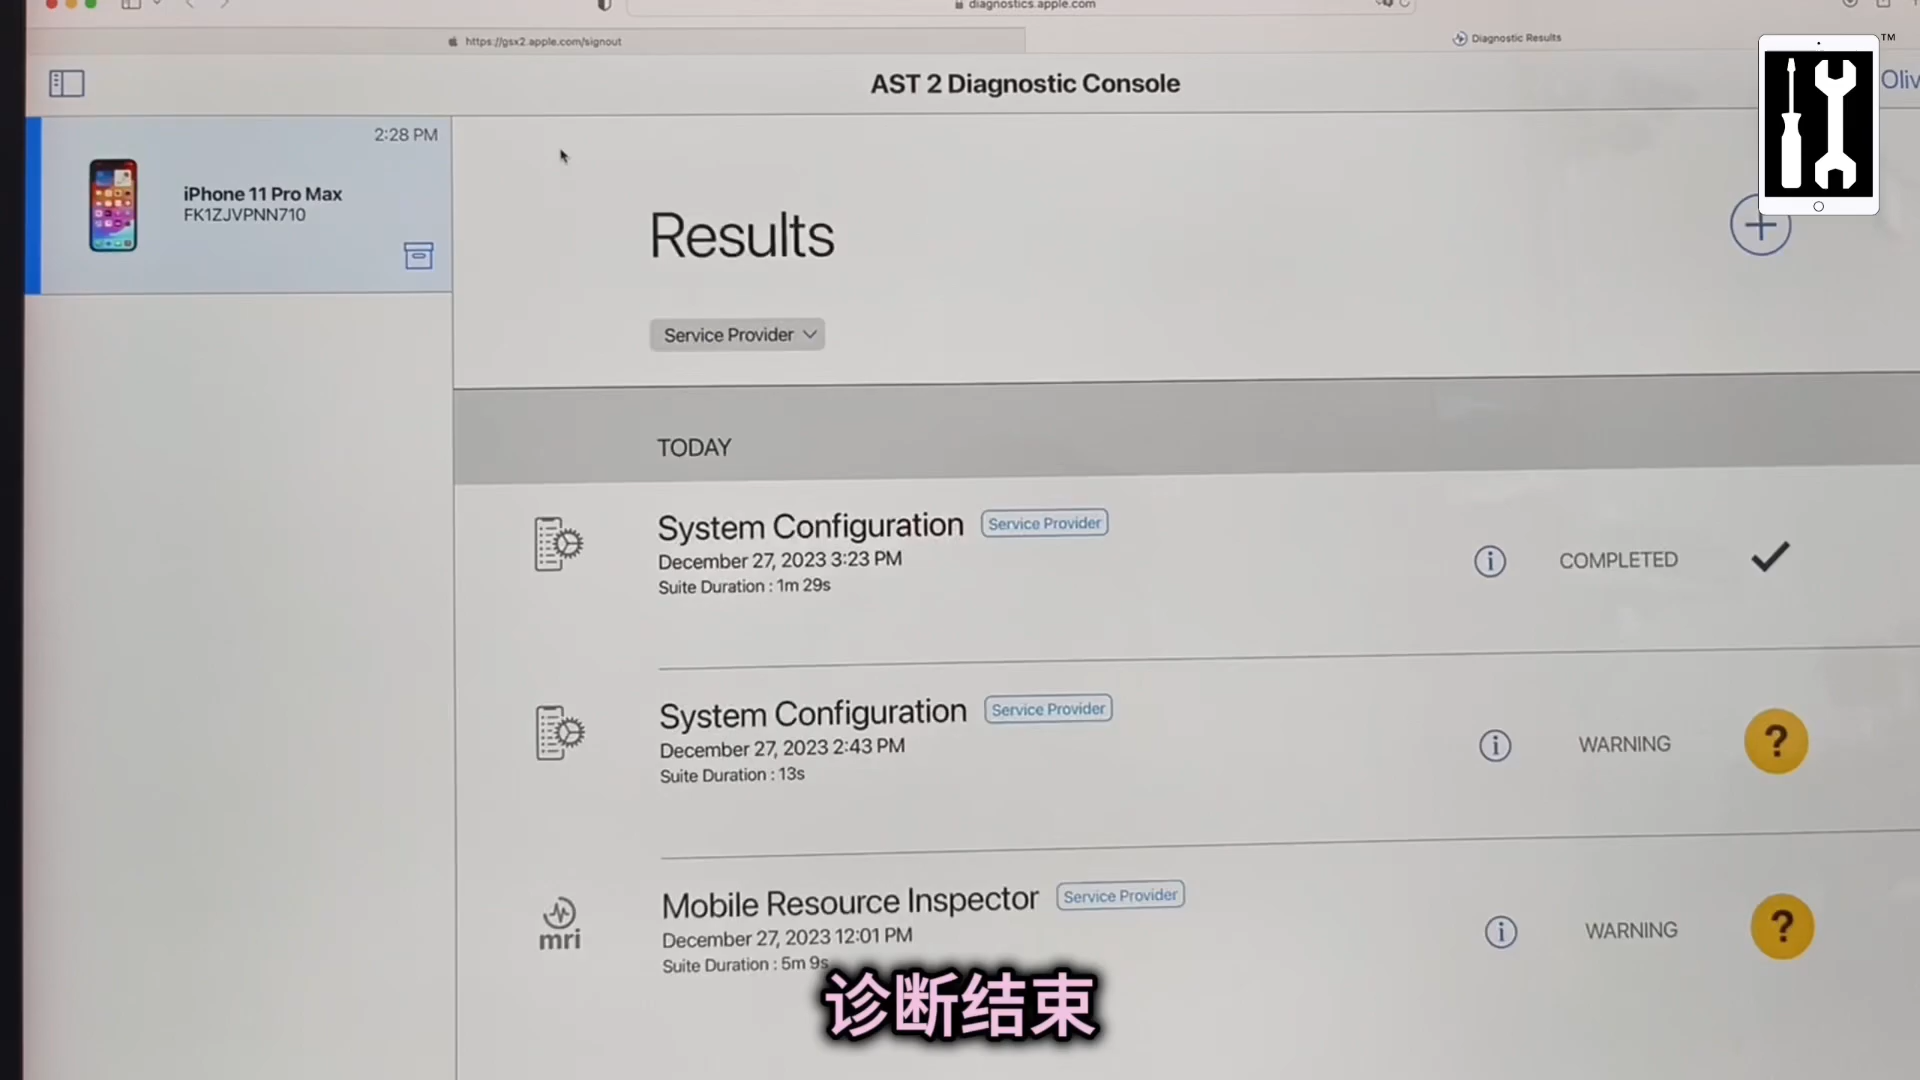 diagnostics.apple.com
https://gsx2.apple.com/signout
Diagnostic Results
TM
AST 2 Diagnostic Console
Oliv
2:28 PM
iPhone 11 Pro Max
FK1ZJVPNN710
Results
Service Provider
TODAY
System Configuration Service Provider
December 27, 2023 3:23 PM
Suite Duration : 1m 29s
COMPLETED
System Configuration Service Provider
December 27, 2023 2:43 PM
Suite Duration : 13s
WARNING
?
Mobile Resource Inspector Service Provider
December 27, 2023 12:01 PM
Suite Duration : 5m 9s
mri
WARNING
?
诊断结束